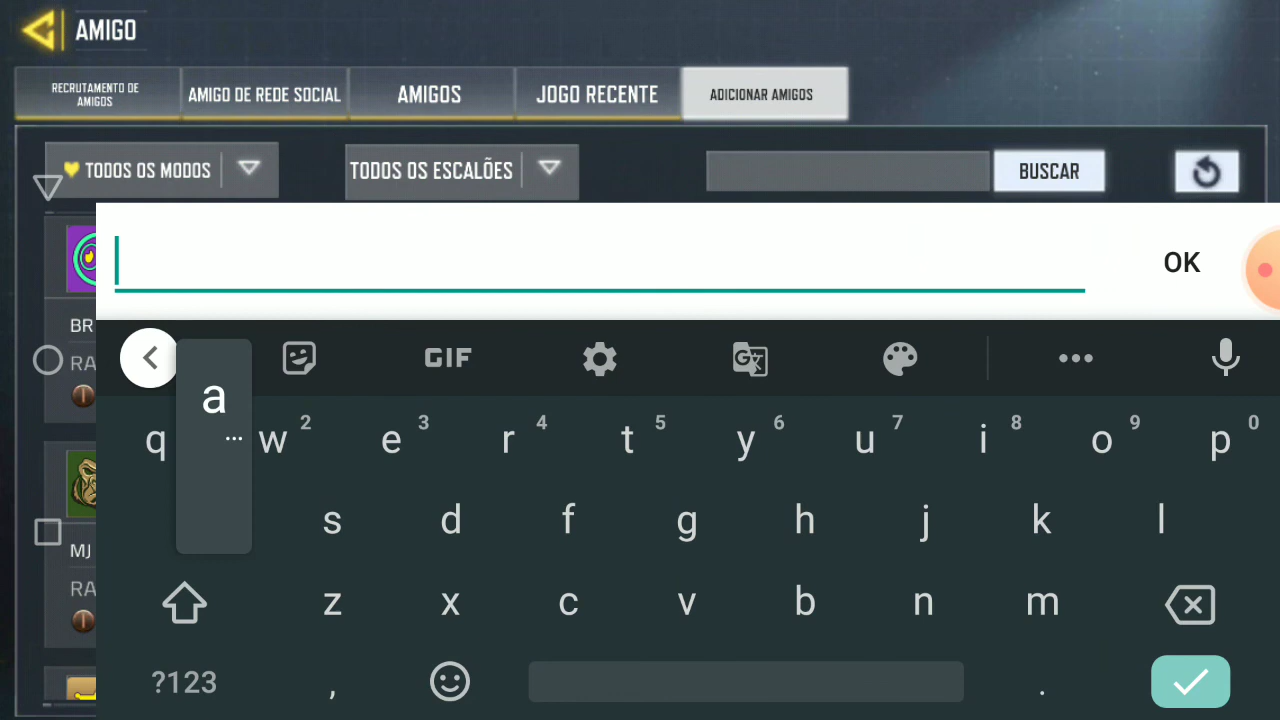 AMIGO
RECRUTAMENTO DE
AMIGOS
AMIGO DE REDE SOCIAL
AMIGOS
JOGO RECENTE
ADICIONAR AMIGOS
TODOS OS MODOS
TODOS OS ESCALÕES
BUSCAR
OK
BR
RA
MJ
RA
GIF
G
a
...
q w 2 e 3 r 4 t 5 y 6 u 7 i 8 o 9 p 0
s d f g h j k l
z x c v b n m
?123 , .